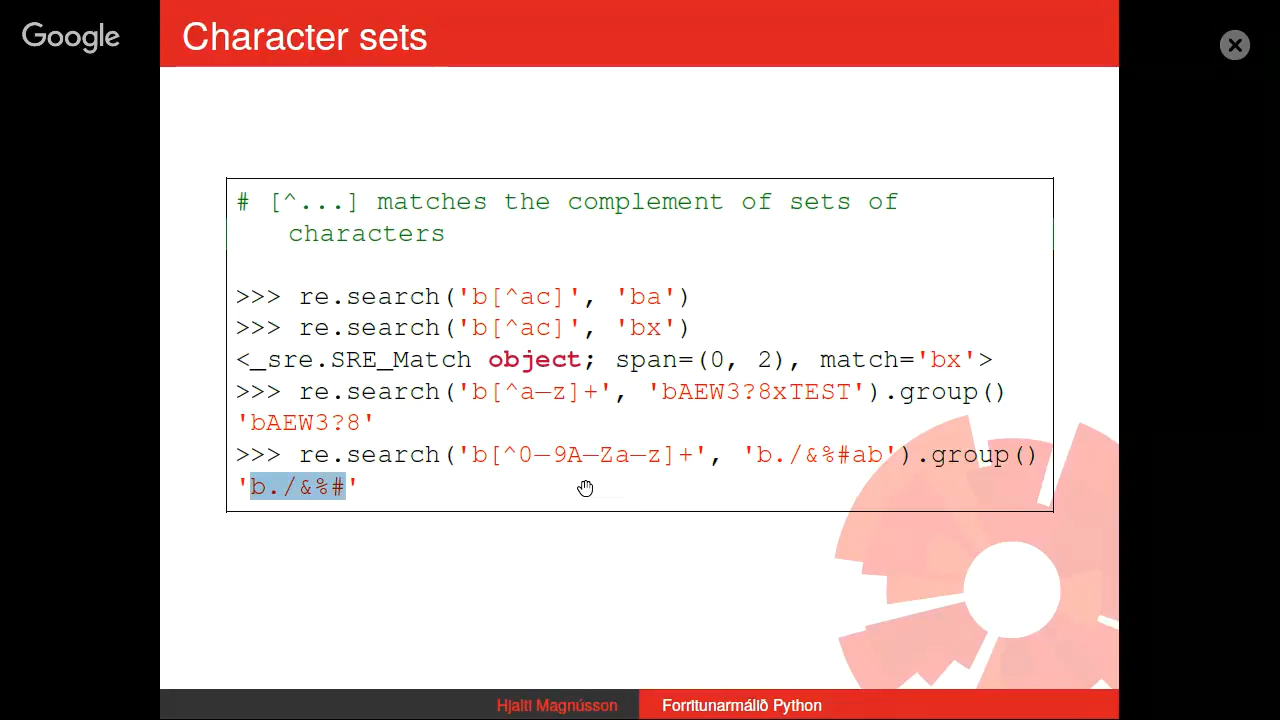 Google
Character sets
# [^...] matches the complement of sets of
characters
>>> re.search('b[^ac]', 'ba')
>>> re.search('b[^ac]', 'bx')
<_sre.SRE_Match object; span=(0, 2), match='bx'>
>>> re.search('b[^a−z]+', 'bAEW3?8xTEST').group()
'bAEW3?8'
>>> re.search('b[^0−9A−Za−z]+', 'b./&%#ab').group()
'b./&%#'
Hjalti Magnússon
Forritunarmálið Python